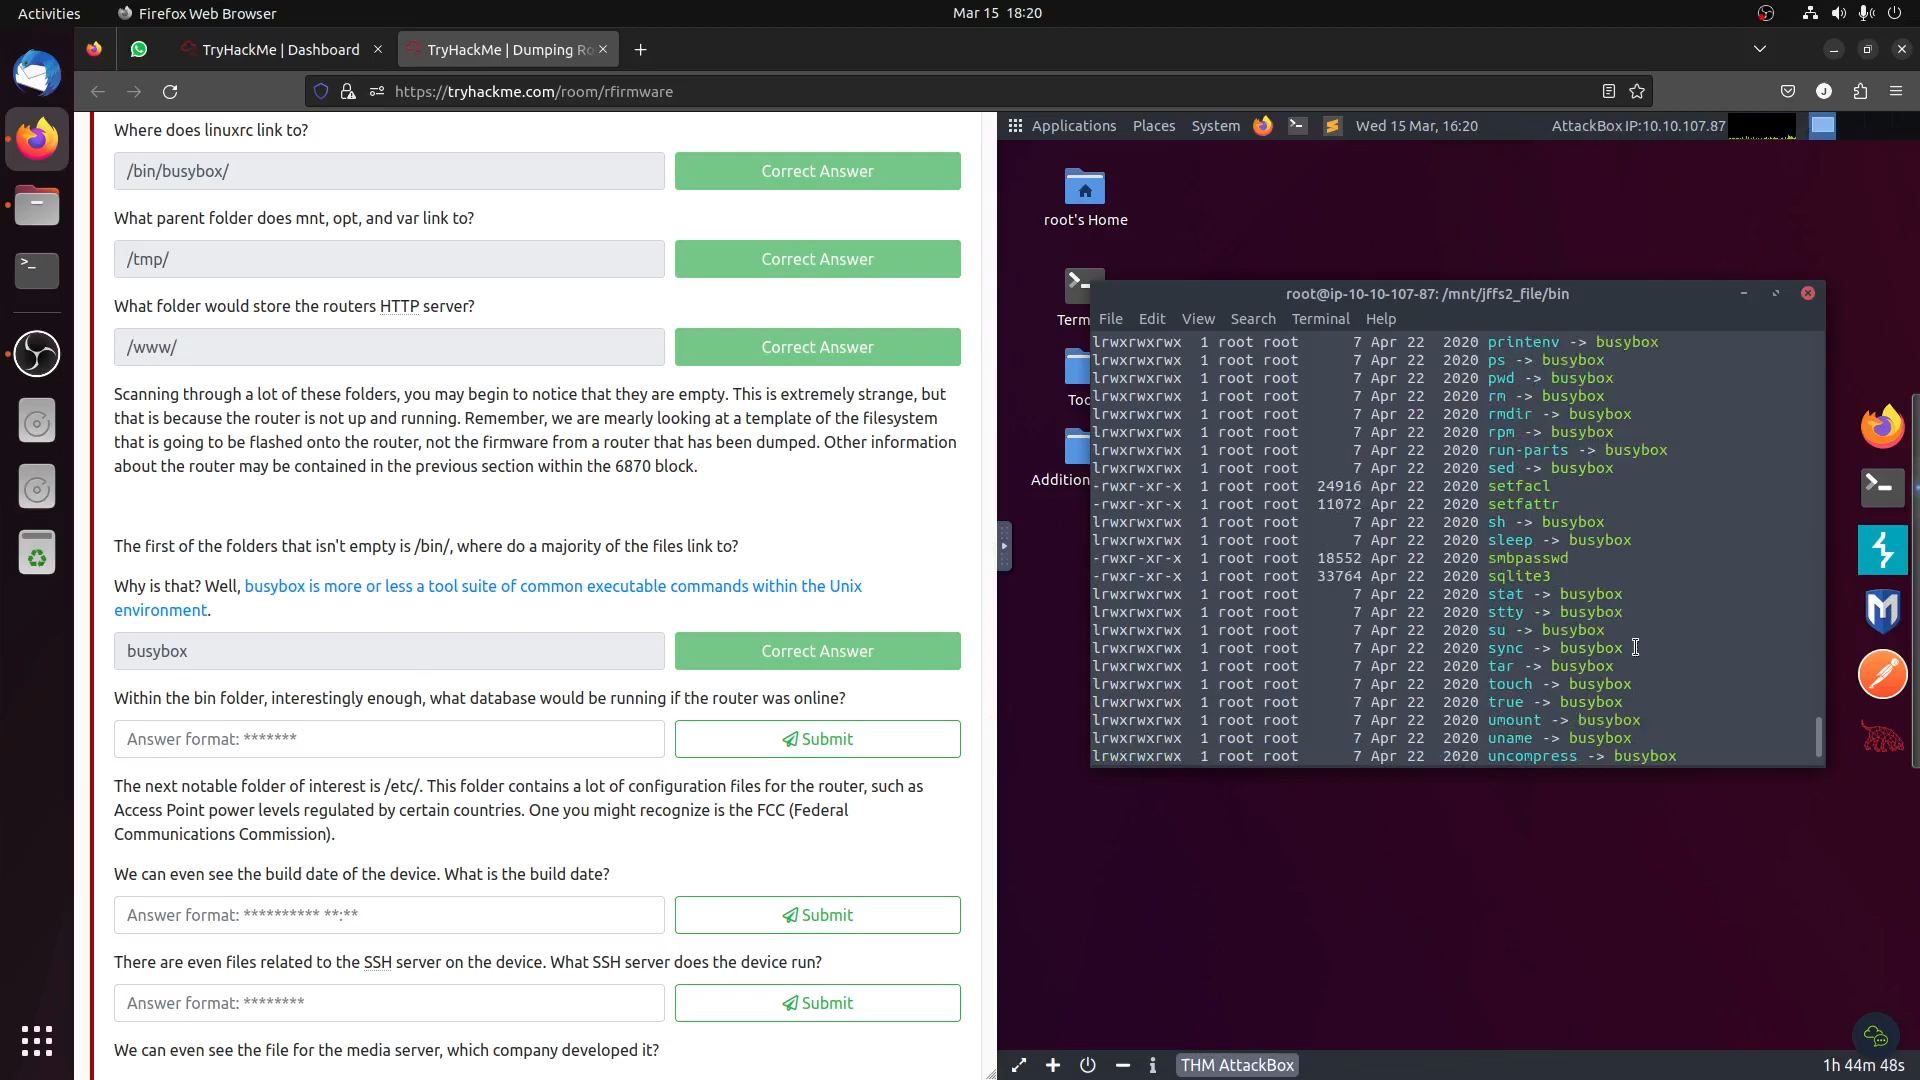 Activities
Firefox Web Browser
Mar 15 18:20
TryHackMe | Dashboard
TryHackMe | Dumping Ro
https://tryhackme.com/room/rfirmware
Where does linuxrc link to?
/bin/busybox/
Correct Answer
What parent folder does mnt, opt, and var link to?
/tmp/
Correct Answer
What folder would store the routers HTTP server?
/www/
Correct Answer
Scanning through a lot of these folders, you may begin to notice that they are empty. This is extremely strange, but
that is because the router is not up and running. Remember, we are mearly looking at a template of the filesystem
that is going to be flashed onto the router, not the firmware from a router that has been dumped. Other information
about the router may be contained in the previous section within the 6870 block.
The first of the folders that isn't empty is /bin/, where do a majority of the files link to?
Why is that? Well, busybox is more or less a tool suite of common executable commands within the Unix
environment.
busybox
Correct Answer
Within the bin folder, interestingly enough, what database would be running if the router was online?
Answer format: *******
Submit
The next notable folder of interest is /etc/. This folder contains a lot of configuration files for the router, such as
Access Point power levels regulated by certain countries. One you might recognize is the FCC (Federal
Communications Commission).
We can even see the build date of the device. What is the build date?
Answer format: ********** **:**
Submit
There are even files related to the SSH server on the device. What SSH server does the device run?
Answer format: ********
Submit
We can even see the file for the media server, which company developed it?
Applications Places System
Wed 15 Mar, 16:20
AttackBox IP:10.10.107.87
root's Home
Term
Too
Addition
root@ip-10-10-107-87: /mnt/jffs2_file/bin
File Edit View Search Terminal Help
lrwxrwxrwx 1 root root 7 Apr 22 2020 printenv -> busybox
lrwxrwxrwx 1 root root 7 Apr 22 2020 ps -> busybox
lrwxrwxrwx 1 root root 7 Apr 22 2020 pwd -> busybox
lrwxrwxrwx 1 root root 7 Apr 22 2020 rm -> busybox
lrwxrwxrwx 1 root root 7 Apr 22 2020 rmdir -> busybox
lrwxrwxrwx 1 root root 7 Apr 22 2020 rpm -> busybox
lrwxrwxrwx 1 root root 7 Apr 22 2020 run-parts -> busybox
lrwxrwxrwx 1 root root 7 Apr 22 2020 sed -> busybox
-rwxr-xr-x 1 root root 24916 Apr 22 2020 setfacl
-rwxr-xr-x 1 root root 11072 Apr 22 2020 setfattr
lrwxrwxrwx 1 root root 7 Apr 22 2020 sh -> busybox
lrwxrwxrwx 1 root root 7 Apr 22 2020 sleep -> busybox
-rwxr-xr-x 1 root root 18552 Apr 22 2020 smbpasswd
-rwxr-xr-x 1 root root 33764 Apr 22 2020 sqlite3
lrwxrwxrwx 1 root root 7 Apr 22 2020 stat -> busybox
lrwxrwxrwx 1 root root 7 Apr 22 2020 stty -> busybox
lrwxrwxrwx 1 root root 7 Apr 22 2020 su -> busybox
lrwxrwxrwx 1 root root 7 Apr 22 2020 sync -> busybox
lrwxrwxrwx 1 root root 7 Apr 22 2020 tar -> busybox
lrwxrwxrwx 1 root root 7 Apr 22 2020 touch -> busybox
lrwxrwxrwx 1 root root 7 Apr 22 2020 true -> busybox
lrwxrwxrwx 1 root root 7 Apr 22 2020 umount -> busybox
lrwxrwxrwx 1 root root 7 Apr 22 2020 uname -> busybox
lrwxrwxrwx 1 root root 7 Apr 22 2020 uncompress -> busybox
THM AttackBox
1h 44m 48s